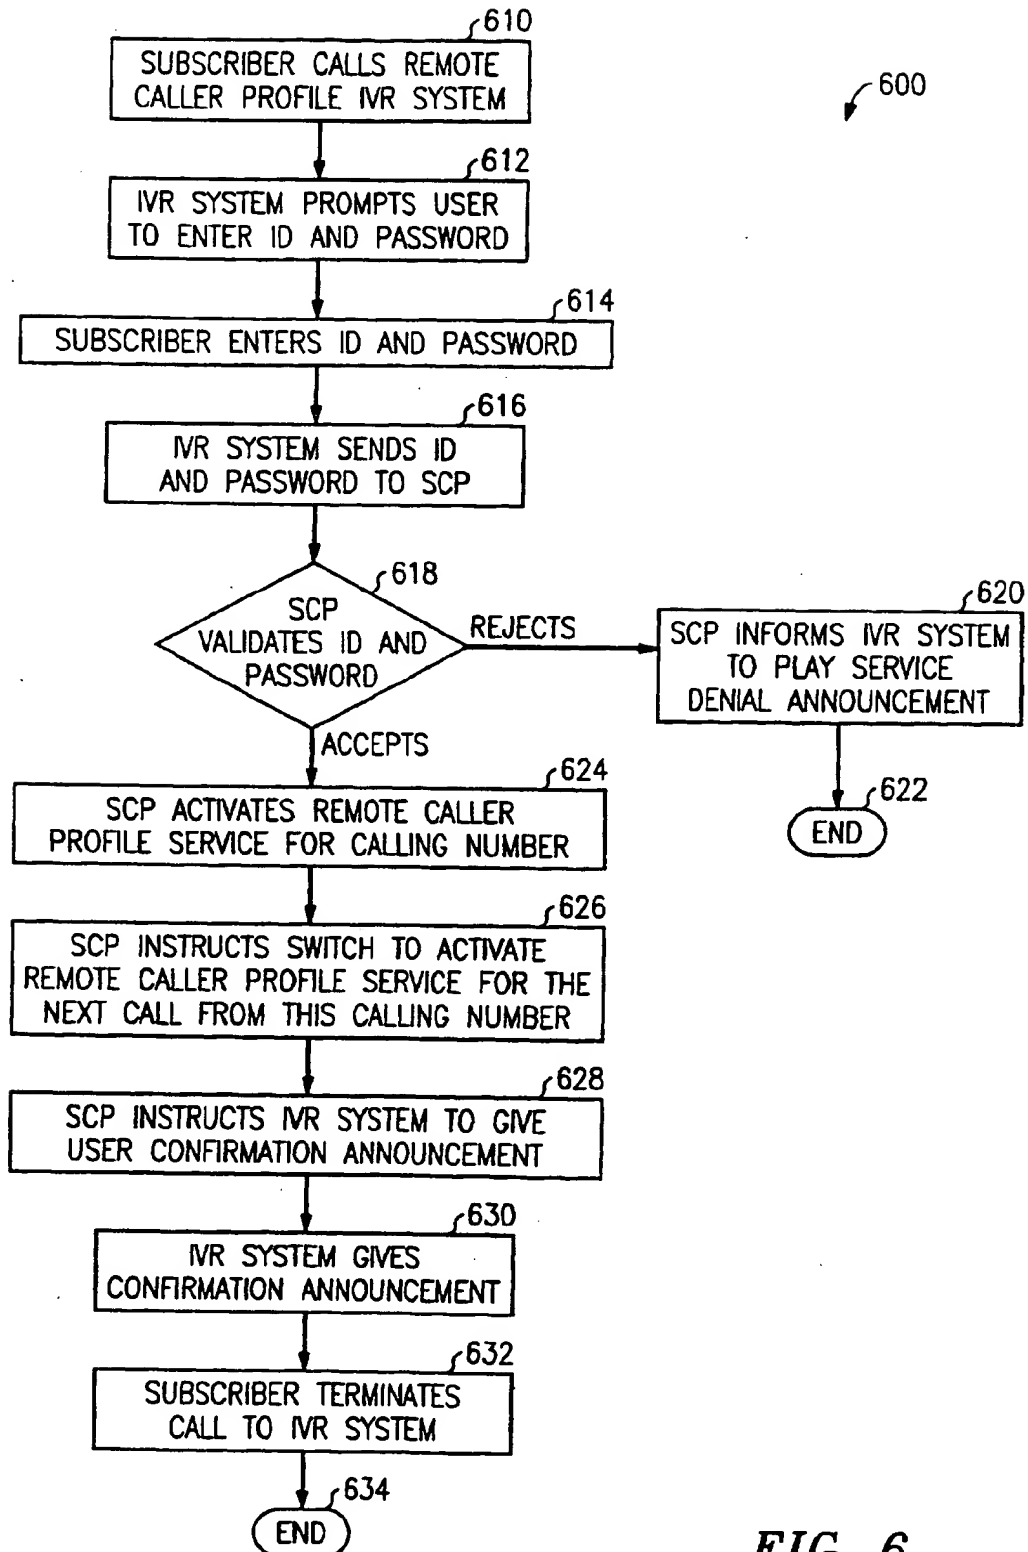 610
SUBSCRIBER CALLS REMOTE
CALLER PROFILE IVR SYSTEM
600
612
IVR SYSTEM PROMPTS USER
TO ENTER ID AND PASSWORD
614
SUBSCRIBER ENTERS ID AND PASSWORD
616
IVR SYSTEM SENDS ID
AND PASSWORD TO SCP
618
SCP
VALIDATES ID AND
PASSWORD
REJECTS
620
SCP INFORMS IVR SYSTEM
TO PLAY SERVICE
DENIAL ANNOUNCEMENT
622
END
ACCEPTS
624
SCP ACTIVATES REMOTE CALLER
PROFILE SERVICE FOR CALLING NUMBER
626
SCP INSTRUCTS SWITCH TO ACTIVATE
REMOTE CALLER PROFILE SERVICE FOR THE
NEXT CALL FROM THIS CALLING NUMBER
628
SCP INSTRUCTS IVR SYSTEM TO GIVE
USER CONFIRMATION ANNOUNCEMENT
630
IVR SYSTEM GIVES
CONFIRMATION ANNOUNCEMENT
632
SUBSCRIBER TERMINATES
CALL TO IVR SYSTEM
634
END
FIG. 6